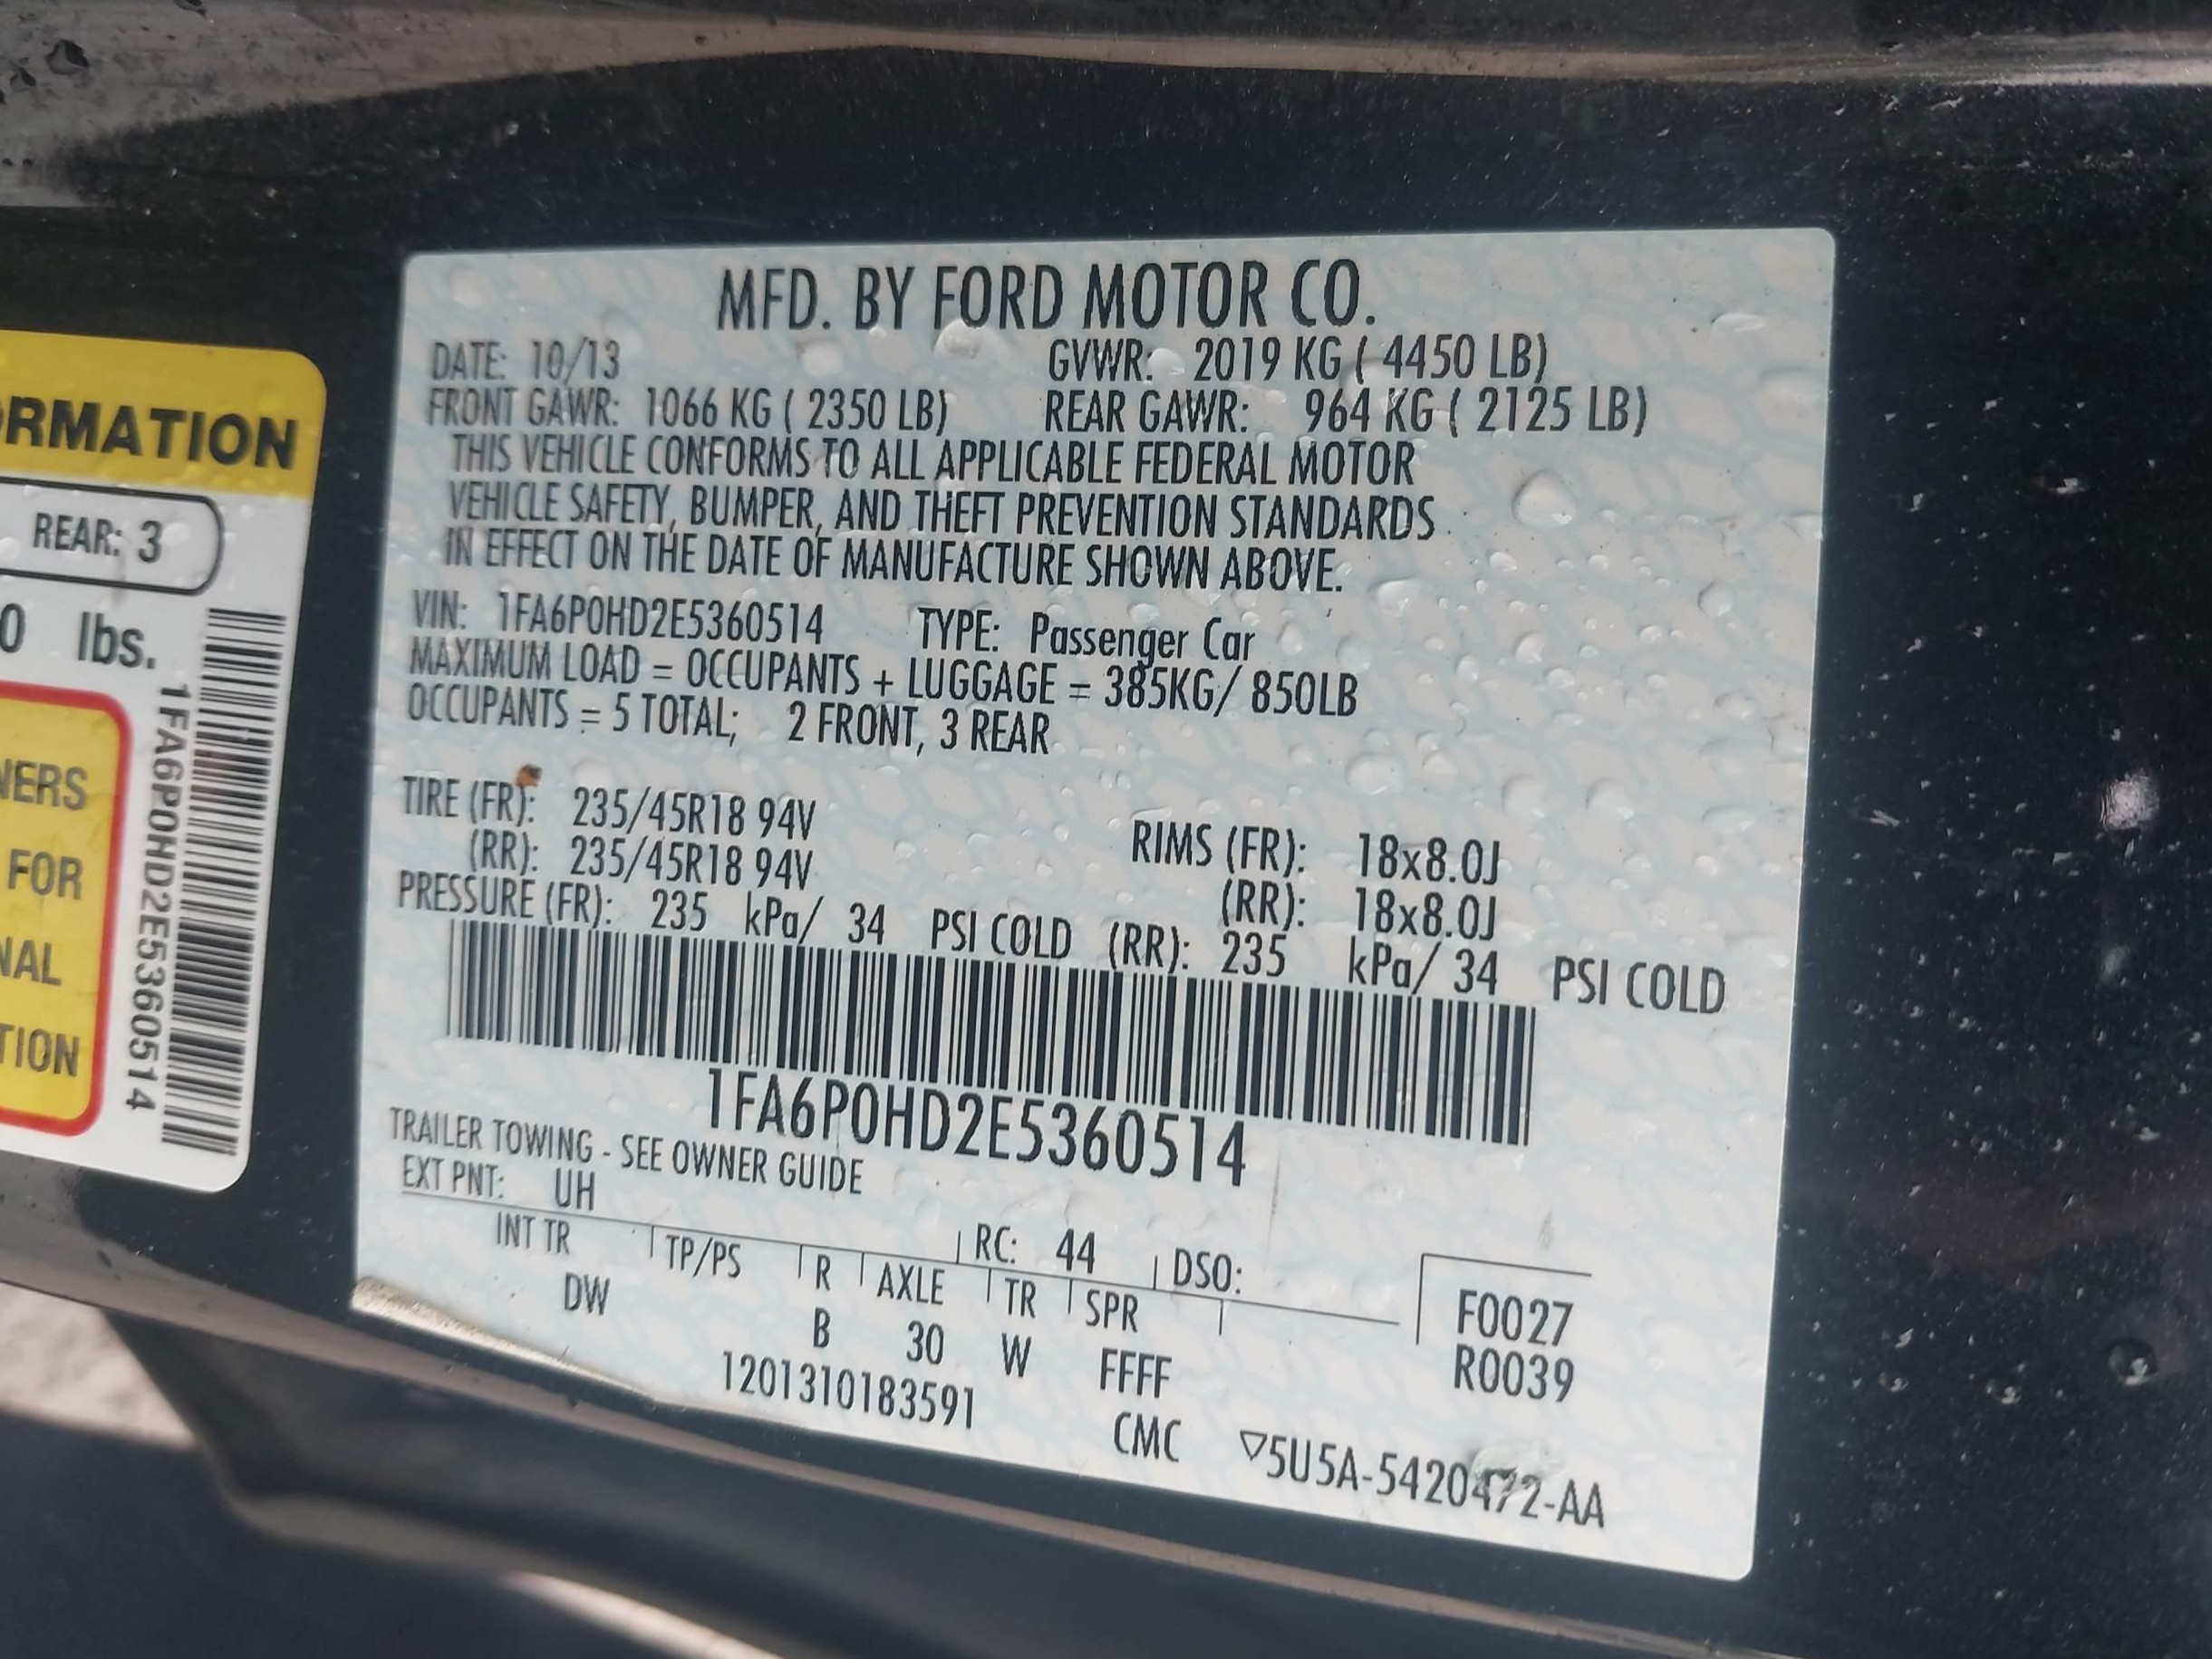 MFD. BY FORD MOTOR CO.
DATE: 10/13 GVWR: 2019 KG ( 4450 LB)
FRONT GAWR: 1066 KG ( 2350 LB) REAR GAWR: 964 KG ( 2125 LB)
THIS VEHICLE CONFORMS TO ALL APPLICABLE FEDERAL MOTOR
VEHICLE SAFETY, BUMPER, AND THEFT PREVENTION STANDARDS
IN EFFECT ON THE DATE OF MANUFACTURE SHOWN ABOVE.
VIN: 1FA6P0HD2E5360514 TYPE: Passenger Car
MAXIMUM LOAD = OCCUPANTS + LUGGAGE = 385KG/ 850LB
OCCUPANTS = 5 TOTAL; 2 FRONT, 3 REAR
TIRE (FR): 235/45R18 94V RIMS (FR): 18x8.0J
(RR): 235/45R18 94V (RR): 18x8.0J
PRESSURE (FR): 235 kPa/ 34 PSI COLD (RR): 235 kPa/ 34 PSI COLD
1FA6P0HD2E5360514
TRAILER TOWING - SEE OWNER GUIDE
EXT PNT: UH RC: 44 DSO:
INT TR TP/PS R AXLE TR SPR F0027
DW B 30 W FFFF R0039
1201310183591 CMC ▽5U5A-5420472-AA
RMATION
REAR: 3
0 lbs.
NERS
FOR
NAL
TION
1FA6P0HD2E5360514